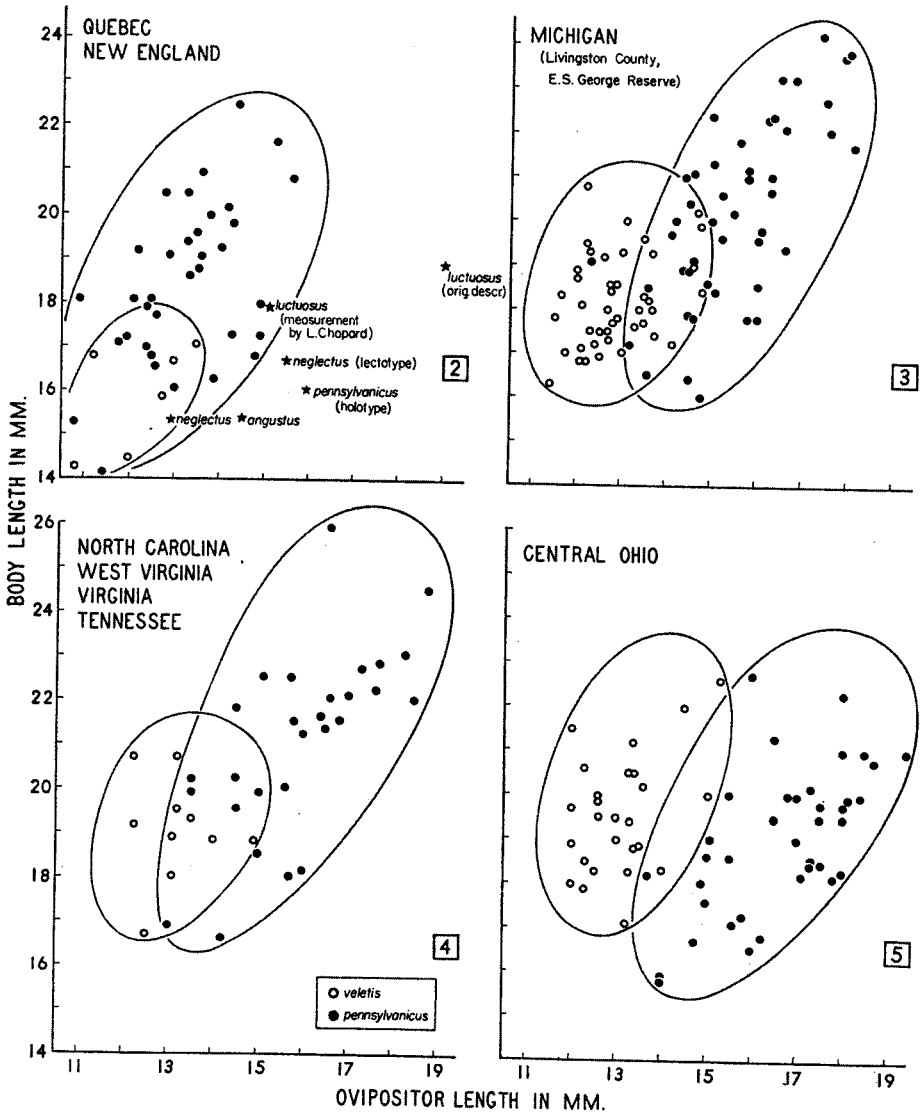 QUEBEC
NEW ENGLAND
24
22
20
18
16
14
luctuosus
(orig.descr.)
luctuosus
(measurement
by L.Chopard)
neglectus (lectotype)
pennsylvanicus
(holotype)
neglectus
angustus
2
MICHIGAN
(Livingston County,
E.S. George Reserve)
3
BODY LENGTH IN MM.
26
24
22
20
18
16
14
NORTH CAROLINA
WEST VIRGINIA
VIRGINIA
TENNESSEE
4
veletis
pennsylvanicus
CENTRAL OHIO
5
11 13 15 17 19 11 13 15 17 19
OVIPOSITOR LENGTH IN MM.